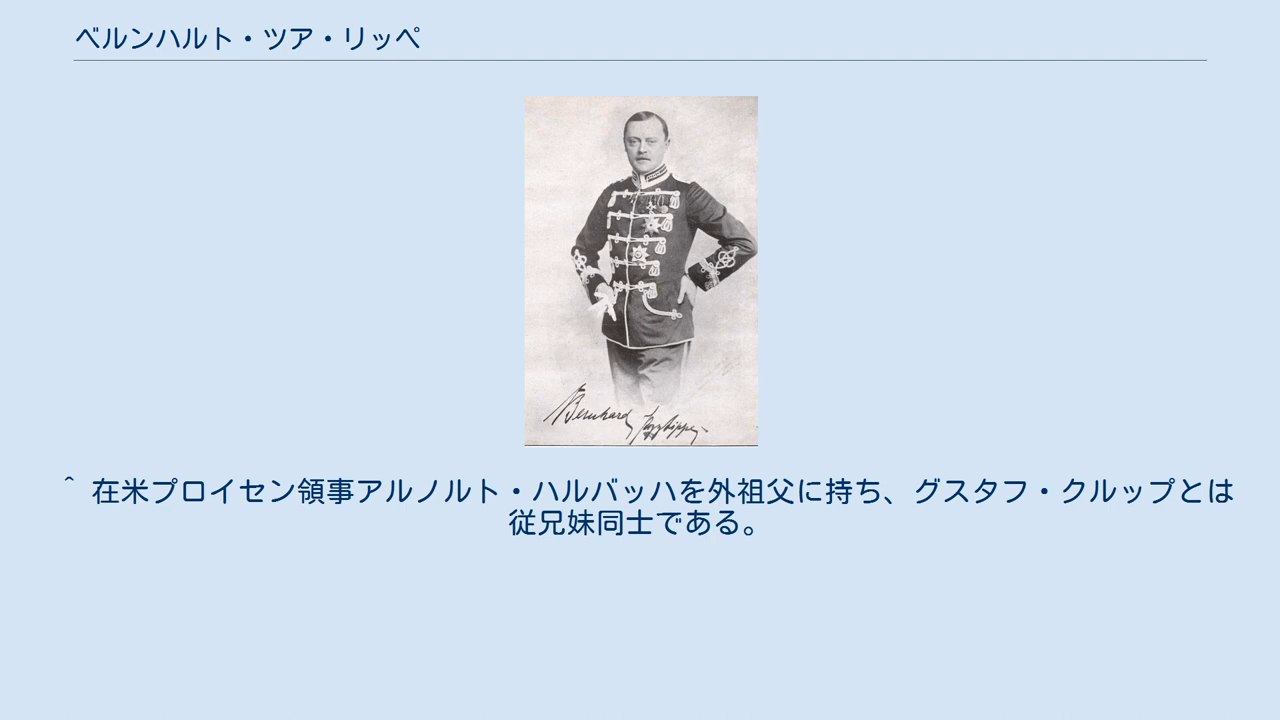 ベルンハルト・ツア・リッペ
Bernhard
^ 在米プロイセン領事アルノルト・ハルバッハを外祖父に持ち、グスタフ・クルップとは
従兄妹同士である。